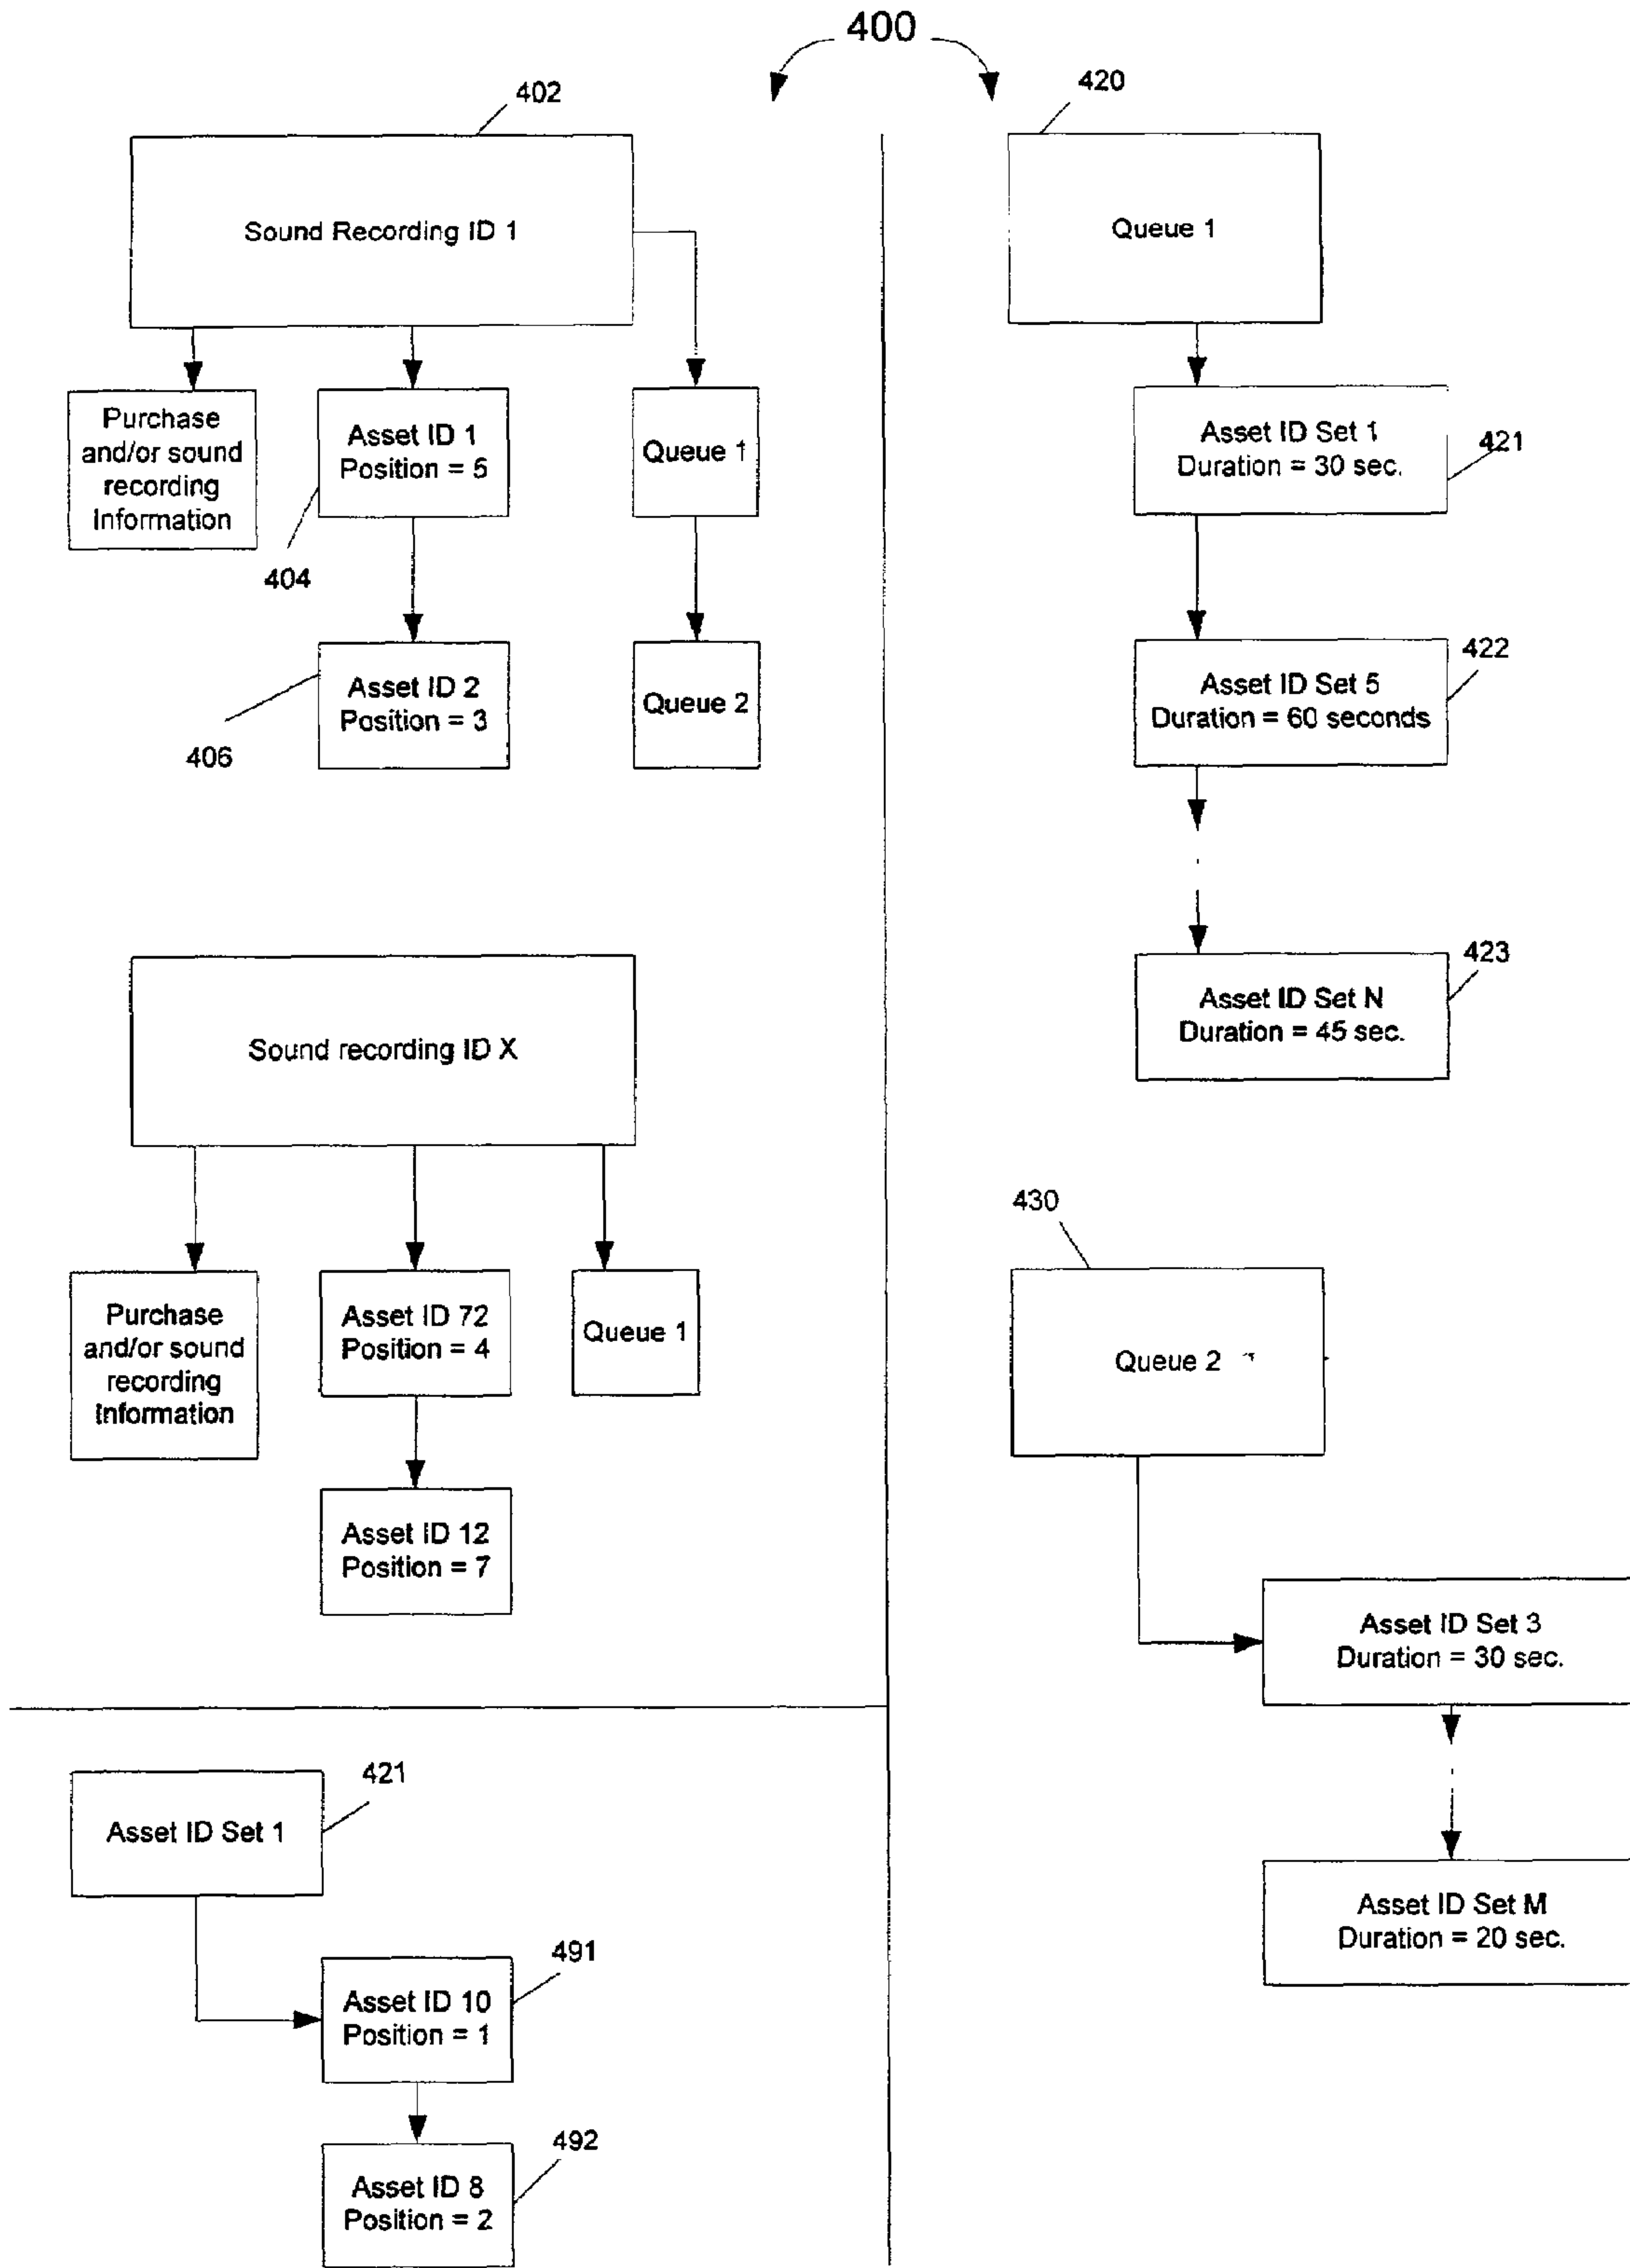 400
402
Sound Recording ID 1
Purchase
and/or sound
recording
Information
Asset ID 1
Position = 5
404
Queue 1
Asset ID 2
Position = 3
406
Queue 2
Sound recording ID X
Purchase
and/or sound
recording
Information
Asset ID 72
Position = 4
Queue 1
Asset ID 12
Position = 7
421
Asset ID Set 1
491
Asset ID 10
Position = 1
492
Asset ID 8
Position = 2
420
Queue 1
Asset ID Set 1
Duration = 30 sec.
421
422
Asset ID Set 5
Duration = 60 seconds
423
Asset ID Set N
Duration = 45 sec.
430
Queue 2
Asset ID Set 3
Duration = 30 sec.
Asset ID Set M
Duration = 20 sec.